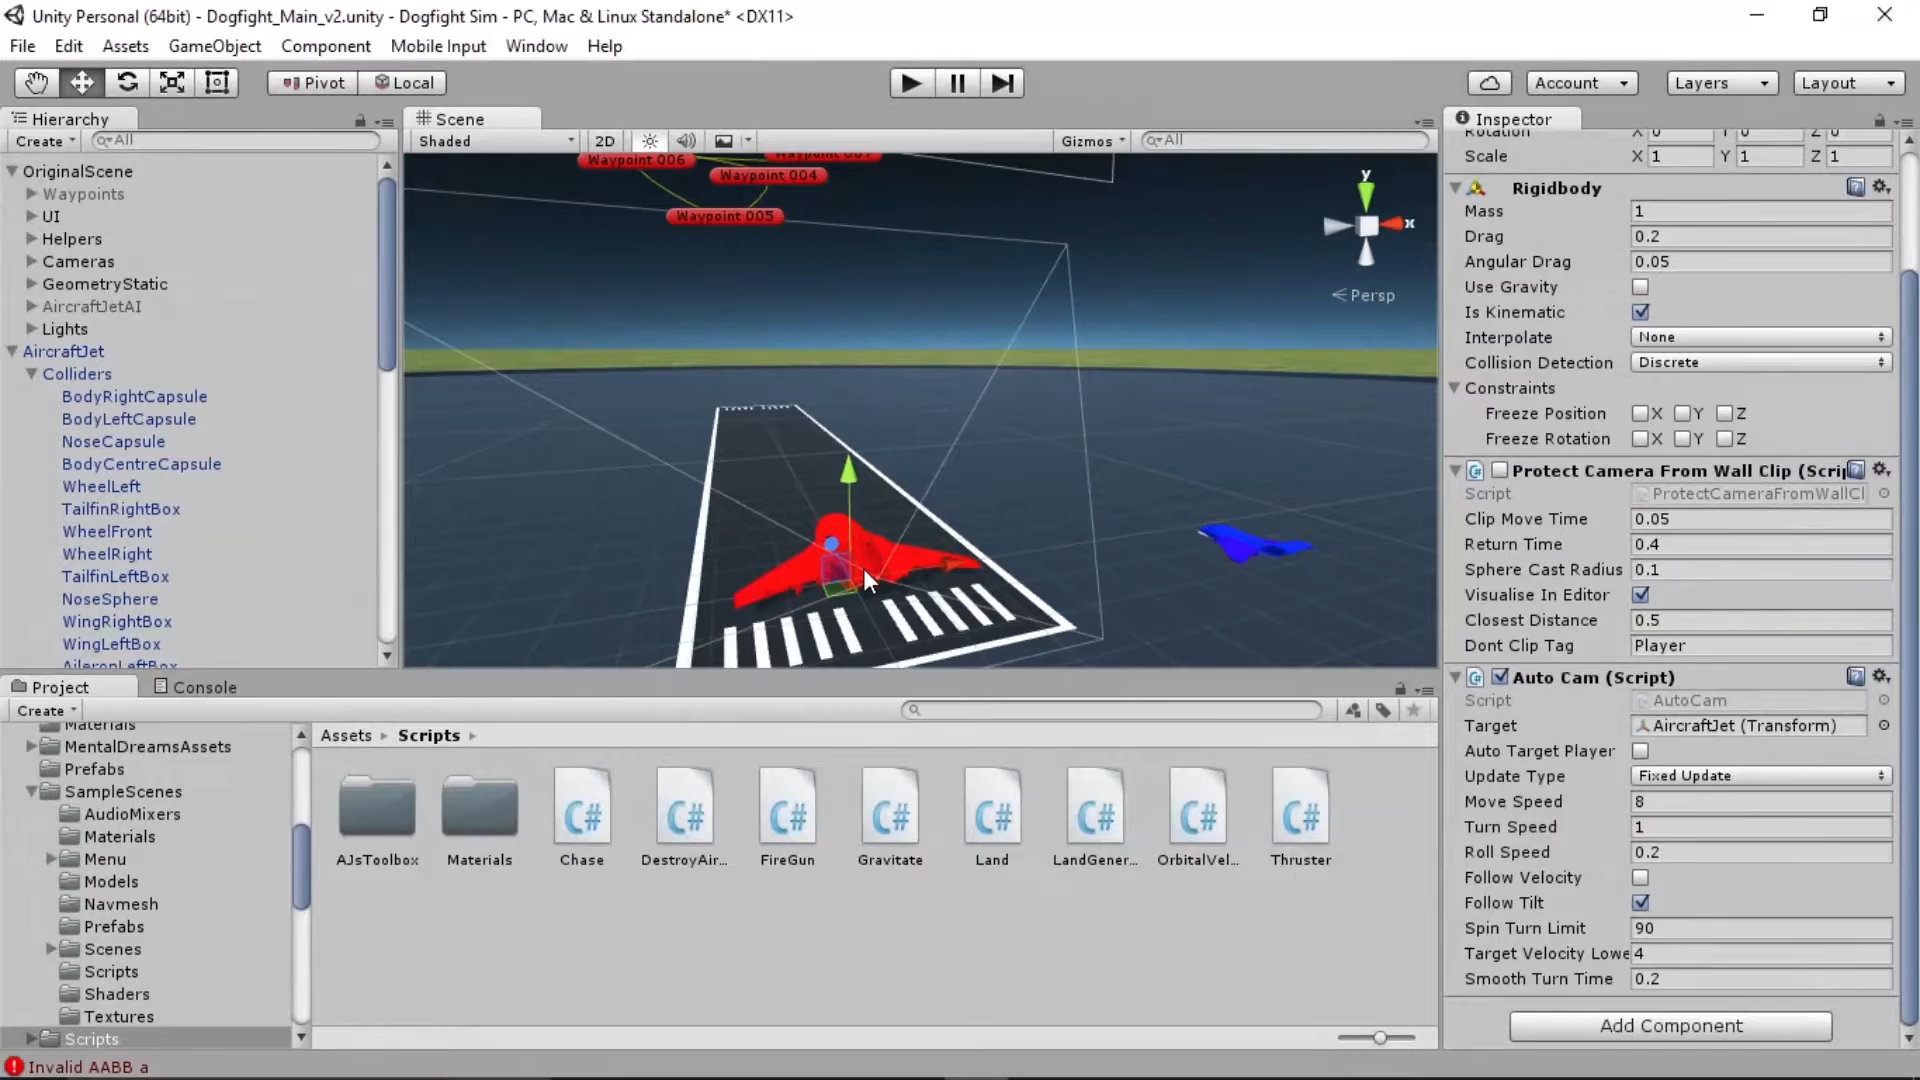 Unity Personal (64bit) - Dogfight_Main_v2.unity - Dogfight Sim - PC, Mac & Linux Standalone* <DX11>
File Edit Assets GameObject Component Mobile Input Window Help
Pivot Local Account Layers Layout
Hierarchy
Create All
OriginalScene
Waypoints
UI
Helpers
Cameras
GeometryStatic
AircraftJetAI
Lights
AircraftJet
Colliders
BodyRightCapsule
BodyLeftCapsule
NoseCapsule
BodyCentreCapsule
WheelLeft
TailfinRightBox
WheelFront
WheelRight
TailfinLeftBox
NoseSphere
WingRightBox
WingLeftBox
AileronLeftBox
Scene
Shaded 2D Gizmos All
Waypoint 006
Waypoint 007
Waypoint 004
Waypoint 005
y
x
Persp
Inspector
Rotation X 0 Y 0 Z 0
Scale X 1 Y 1 Z 1
Rigidbody
Mass 1
Drag 0.2
Angular Drag 0.05
Use Gravity
Is Kinematic
Interpolate None
Collision Detection Discrete
Constraints
Freeze Position X Y Z
Freeze Rotation X Y Z
Protect Camera From Wall Clip (Scri
Script ProtectCameraFromWallCl
Clip Move Time 0.05
Return Time 0.4
Sphere Cast Radius 0.1
Visualise In Editor
Closest Distance 0.5
Dont Clip Tag Player
Auto Cam (Script)
Script AutoCam
Target AircraftJet (Transform)
Auto Target Player
Update Type Fixed Update
Move Speed 8
Turn Speed 1
Roll Speed 0.2
Follow Velocity
Follow Tilt
Spin Turn Limit 90
Target Velocity Lowe 4
Smooth Turn Time 0.2
Add Component
Project Console
Create
Materials
MentalDreamsAssets
Prefabs
SampleScenes
AudioMixers
Materials
Menu
Models
Navmesh
Prefabs
Scenes
Scripts
Shaders
Textures
Scripts
Assets Scripts
C# C# C# C# C# C# C# C#
AJsToolbox Materials Chase DestroyAir... FireGun Gravitate Land LandGener... OrbitalVel... Thruster
Invalid AABB a